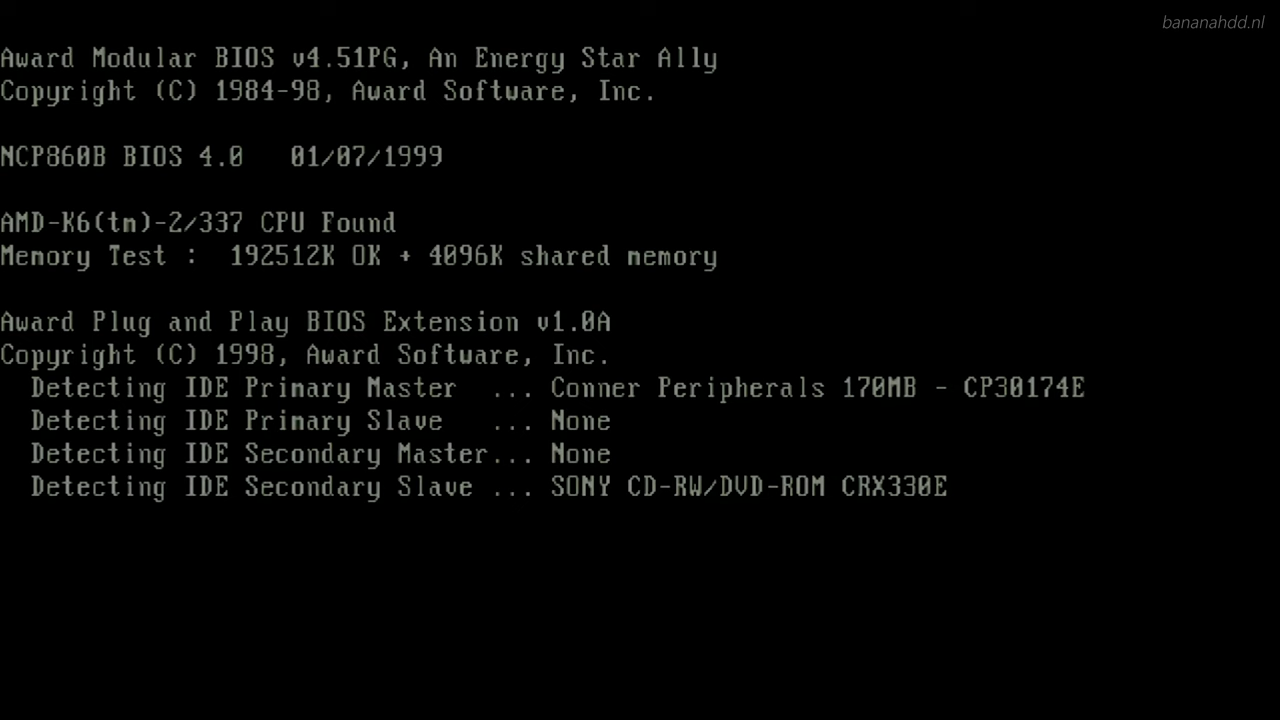 bananahdd.nl
Award Modular BIOS v4.51PG, An Energy Star Ally
Copyright (C) 1984-98, Award Software, Inc.
NCP860B BIOS 4.0   01/07/1999
AMD-K6(tm)-2/337 CPU Found
Memory Test :  192512K OK + 4096K shared memory
Award Plug and Play BIOS Extension v1.0A
Copyright (C) 1998, Award Software, Inc.
Detecting IDE Primary Master   ... Conner Peripherals 170MB - CP30174E
Detecting IDE Primary Slave    ... None
Detecting IDE Secondary Master... None
Detecting IDE Secondary Slave ... SONY CD-RW/DVD-ROM CRX330E